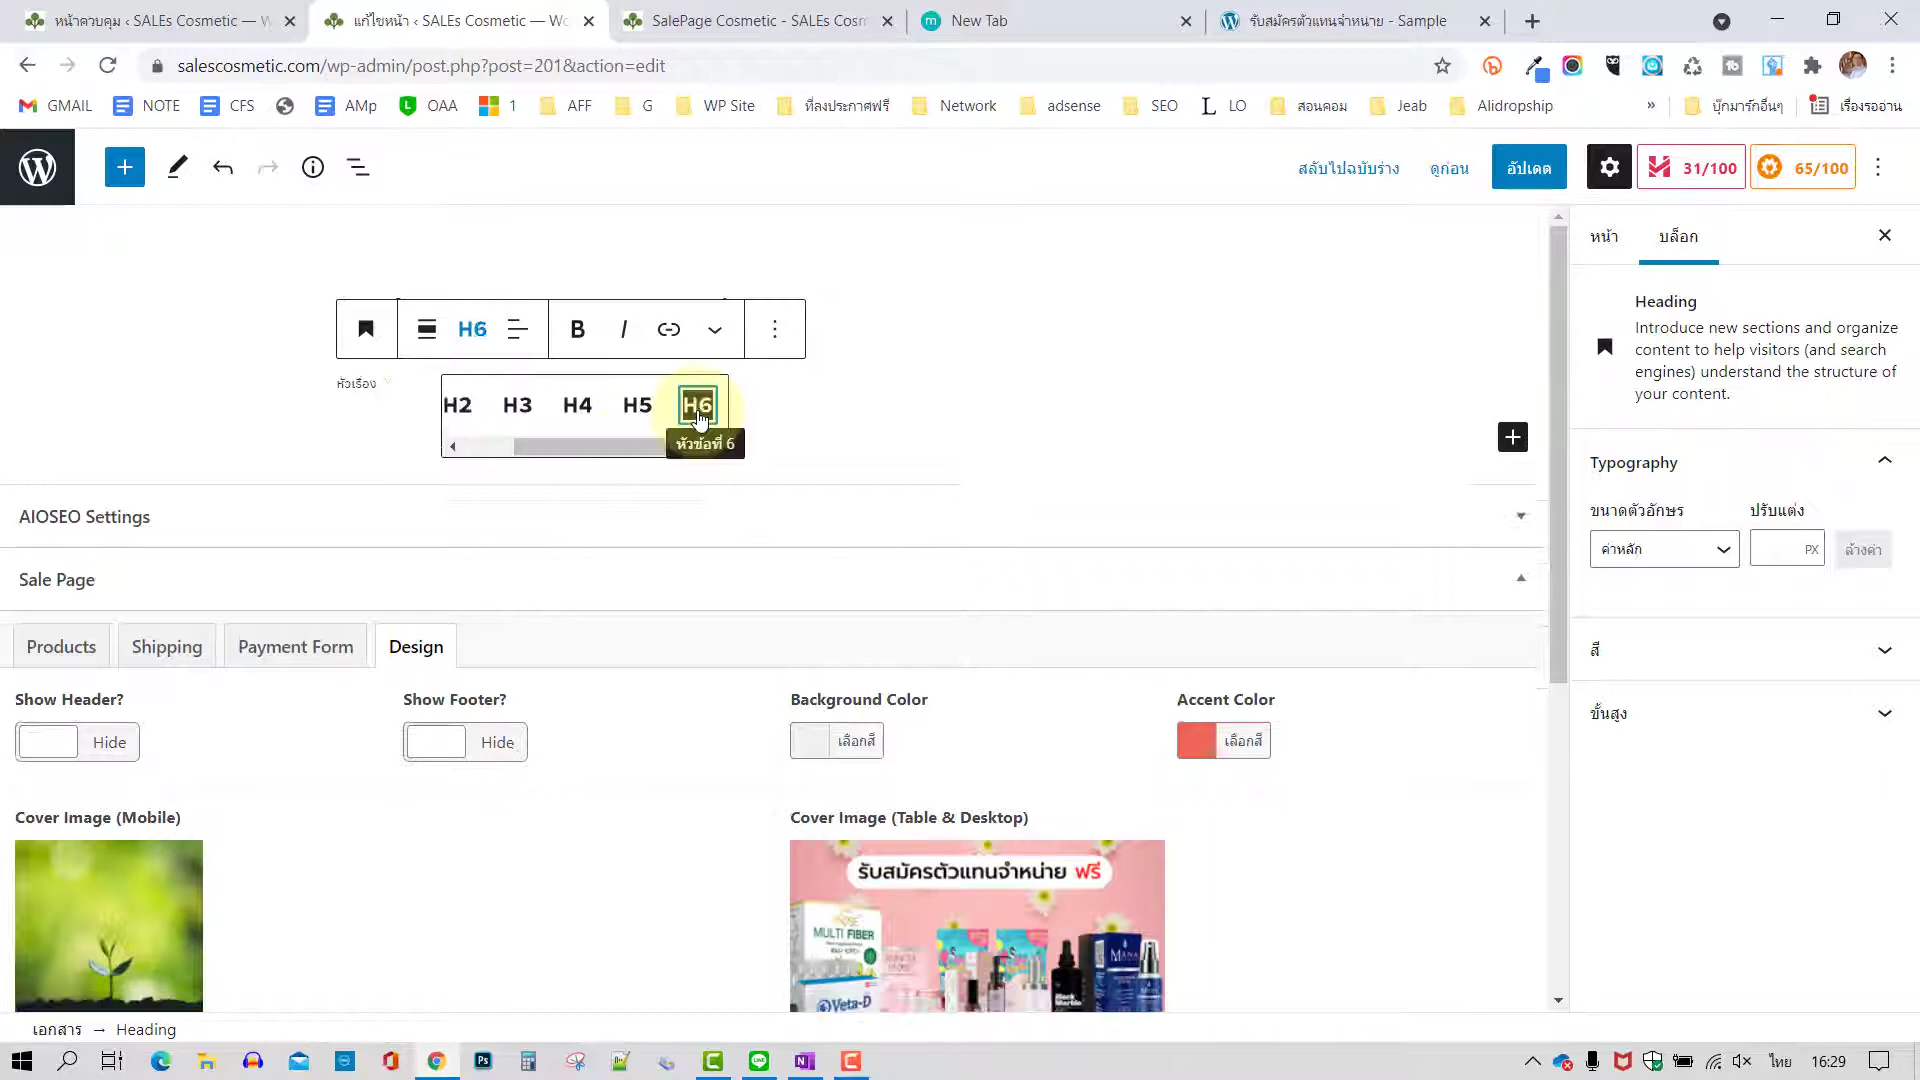 หน้าควบคุม ‹ SALEs Cosmetic — W
แก้ไขหน้า ‹ SALEs Cosmetic — Wo
SalePage Cosmetic - SALEs Cosm
New Tab
รับสมัครตัวแทนจำหน่าย - Sample
salescosmetic.com/wp-admin/post.php?post=201&action=edit
GMAIL
NOTE
CFS
AMp
OAA
1
AFF
G
WP Site
ที่ลงประกาศฟรี
Network
adsense
SEO
LO
สอนคอม
Jeab
Alidropship
»
บุ๊กมาร์กอื่นๆ
เรื่องรออ่าน
สลับไปฉบับร่าง
ดูก่อน
อัปเดต
31/100
65/100
หน้า
บล็อก
Heading
Introduce new sections and organize
content to help visitors (and search
engines) understand the structure of
your content.
H6
B
I
หัวเรื่อง
H2
H3
H4
H5
H6
หัวข้อที่ 6
Typography
ขนาดตัวอักษร
ปรับแต่ง
ค่าหลัก
PX
ล้างค่า
สี
ขั้นสูง
AIOSEO Settings
Sale Page
Products
Shipping
Payment Form
Design
Show Header?
Show Footer?
Background Color
Accent Color
Hide
Hide
เลือกสี
เลือกสี
Cover Image (Mobile)
Cover Image (Table & Desktop)
รับสมัครตัวแทนจำหน่าย ฟรี
MULTI FIBER
Veta-D
Black
MANA
เอกสาร → Heading
ไทย
16:29